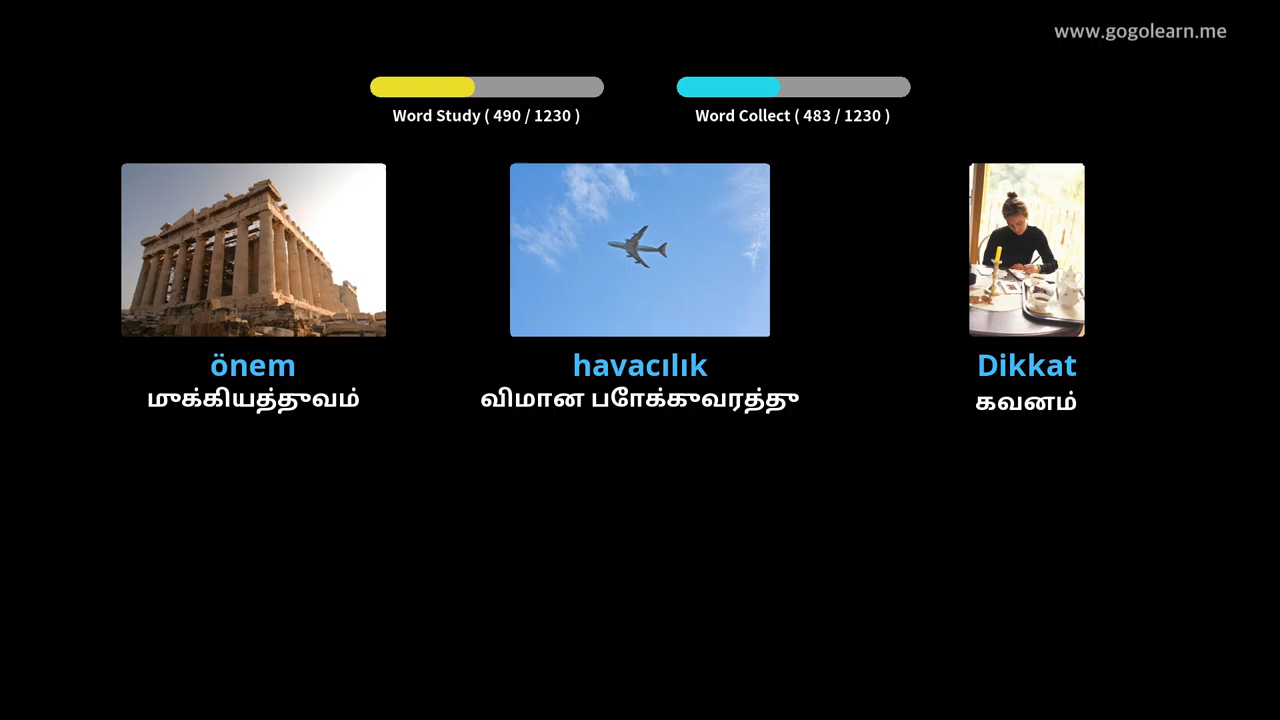 www.gogolearn.me
Word Study ( 490 / 1230 )
Word Collect ( 483 / 1230 )
önem
முக்கியத்துவம்
havacılık
விமான போக்குவரத்து
Dikkat
கவனம்